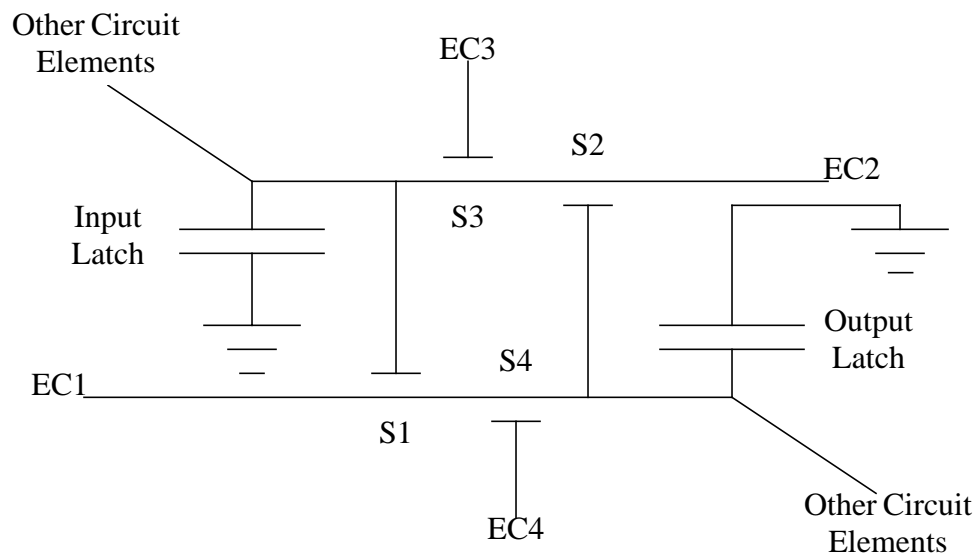 Other Circuit
Elements
EC3
S2
EC2
Input
Latch
S3
Output
Latch
S4
EC1
S1
EC4
Other Circuit
Elements